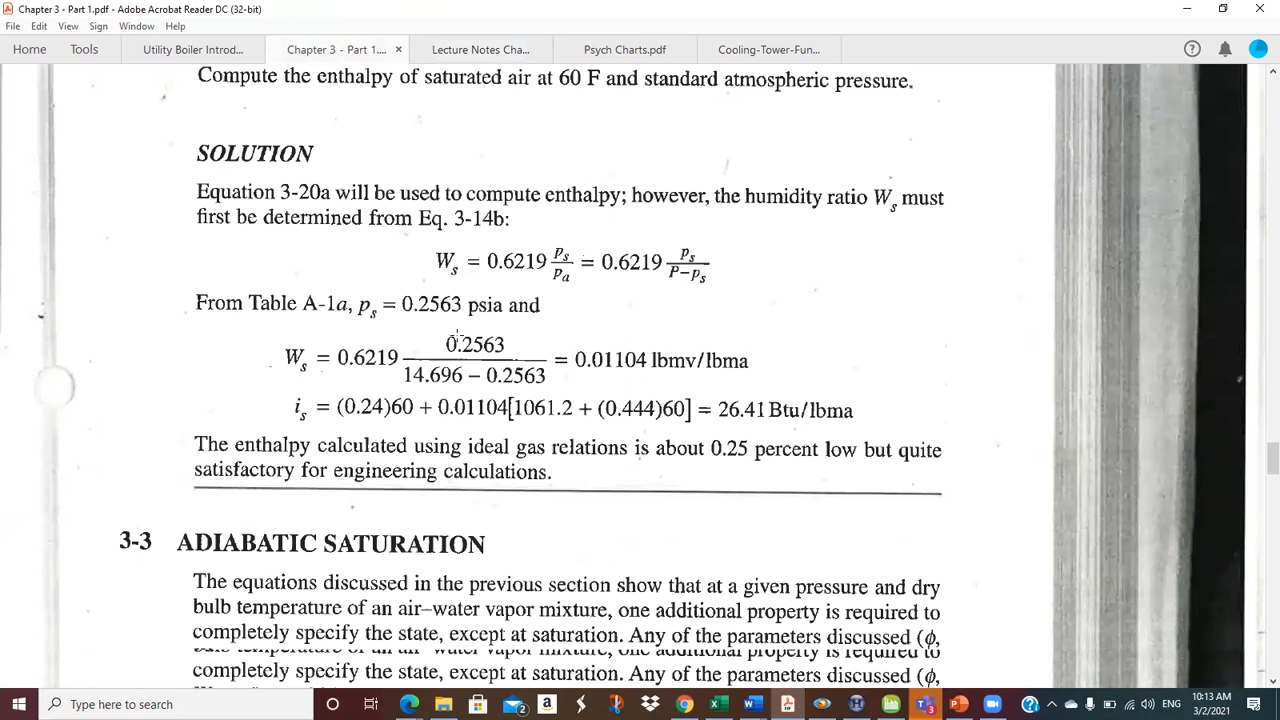 Chapter 3 - Part 1.pdf - Adobe Acrobat Reader DC (32-bit)
File Edit View Sign Window Help
Home Tools Utility Boiler Introd... Chapter 3 - Part 1.... × Lecture Notes Cha... Psych Charts.pdf Cooling-Tower-Fun...
Compute the enthalpy of saturated air at 60 F and standard atmospheric pressure.
SOLUTION
Equation 3-20a will be used to compute enthalpy; however, the humidity ratio W_s must
first be determined from Eq. 3-14b:
W_s = 0.6219 p_s/p_a = 0.6219 p_s/(P-p_s)
From Table A-1a, p_s = 0.2563 psia and
W_s = 0.6219 0.2563/(14.696 - 0.2563) = 0.01104 lbmv/lbma
i_s = (0.24)60 + 0.01104[1061.2 + (0.444)60] = 26.41 Btu/lbma
The enthalpy calculated using ideal gas relations is about 0.25 percent low but quite
satisfactory for engineering calculations.
3-3 ADIABATIC SATURATION
The equations discussed in the previous section show that at a given pressure and dry
bulb temperature of an air–water vapor mixture, one additional property is required to
completely specify the state, except at saturation. Any of the parameters discussed (ϕ,
completely specify the state, except at saturation. Any of the parameters discussed (ϕ,
Type here to search
ENG
10:13 AM
3/2/2021